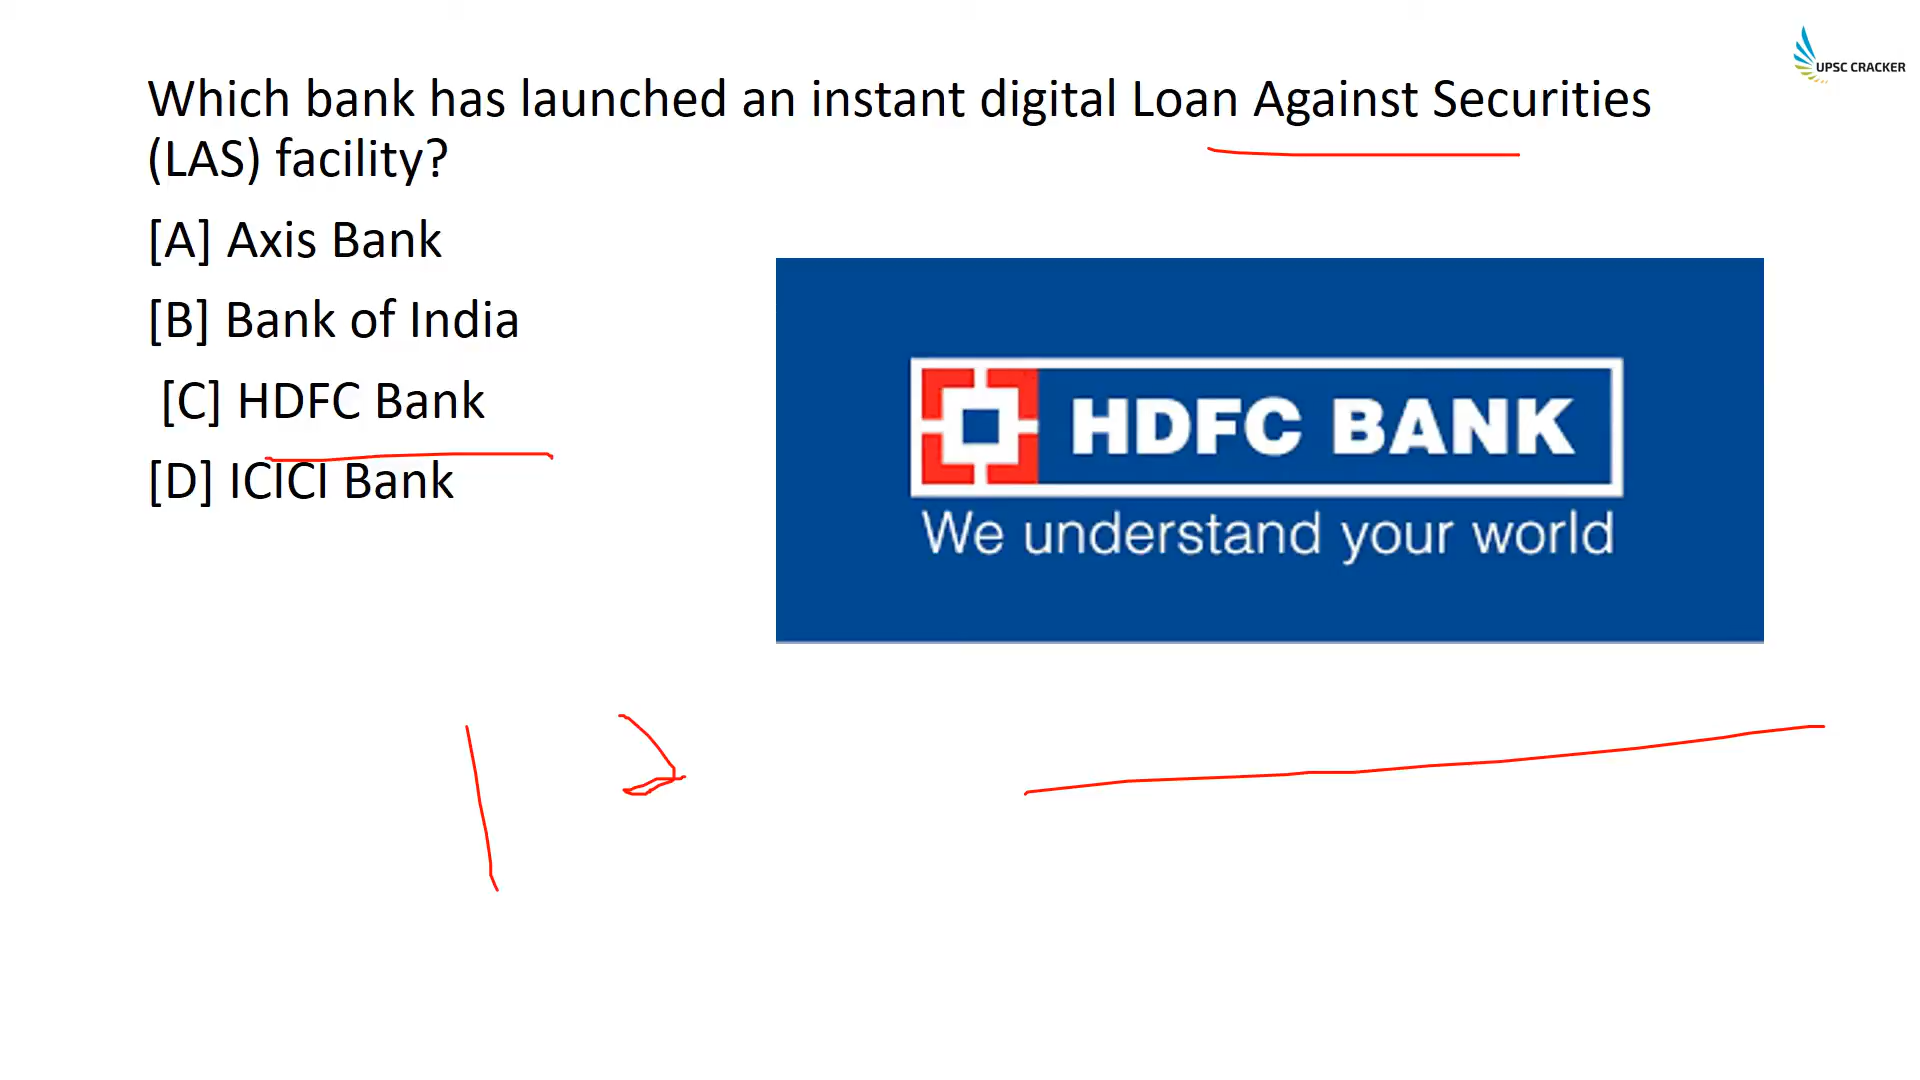 UPSC CRACKER
Which bank has launched an instant digital Loan Against Securities
(LAS) facility?
[A] Axis Bank
[B] Bank of India
[C] HDFC Bank
[D] ICICI Bank
HDFC BANK
We understand your world